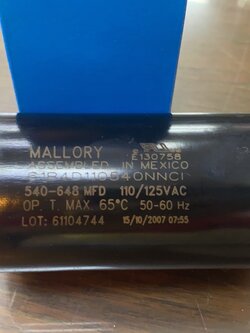 MALLORY
E130758
ASSEMBLED IN MEXICO
540-648 MFD 110/125VAC
OP. T. MAX. 65°C 50-60 Hz
LOT: 61104744 15/10/2007 07:55